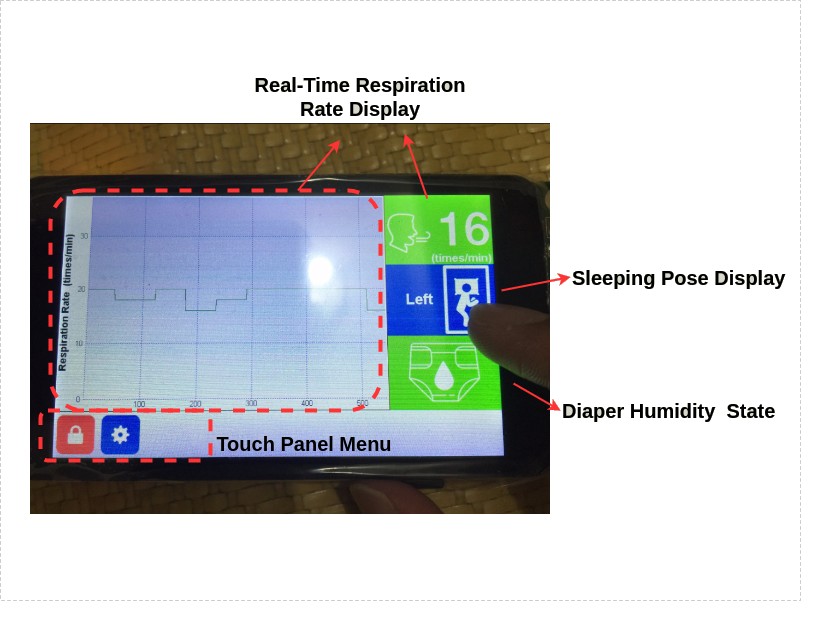 Real-Time Respiration
Rate Display
Respiration Rate (times/min)
30
20
10
0
100
200
300
400
500
16
(times/min)
Left
Sleeping Pose Display
Diaper Humidity State
Touch Panel Menu